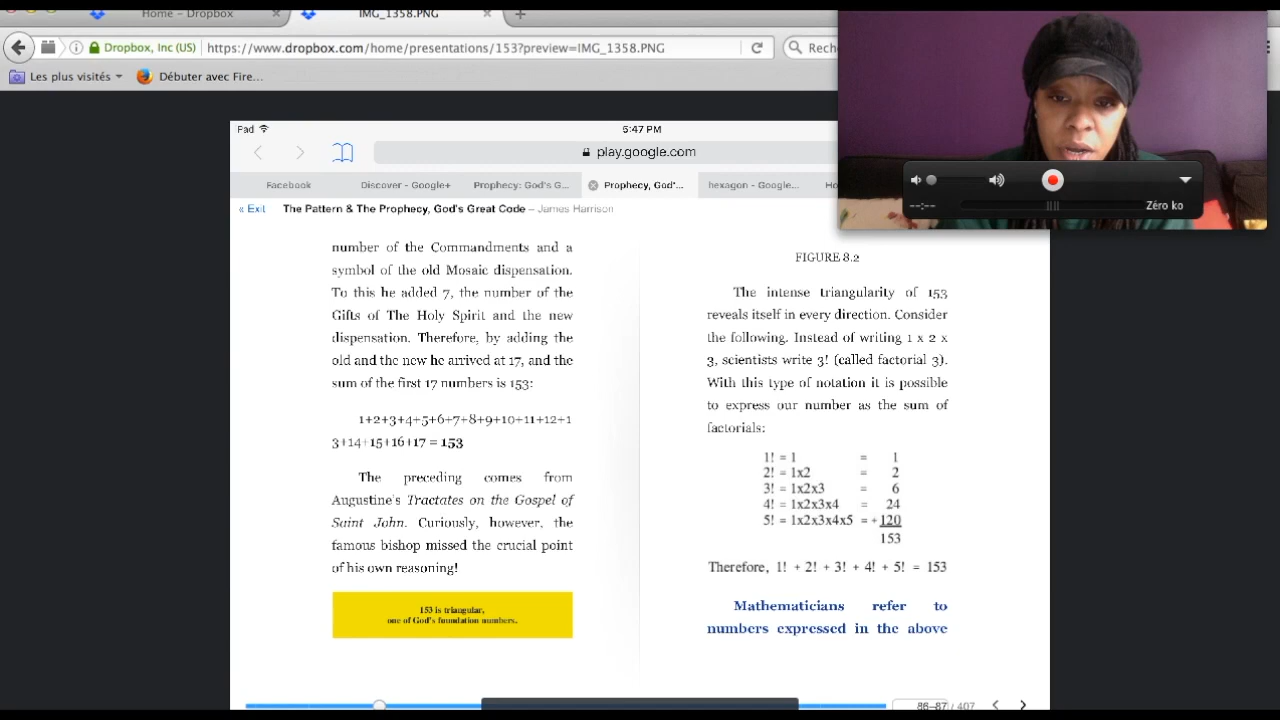 Home – Dropbox
IMG_1358.PNG
Dropbox, Inc (US)
https://www.dropbox.com/home/presentations/153?preview=IMG_1358.PNG
Rech
Les plus visités
Débuter avec Fire...
Pad
5:47 PM
play.google.com
Facebook
Discover - Google+
Prophecy: God's G...
Prophecy, God'...
hexagon - Google...
Ho
« Exit
The Pattern & The Prophecy, God's Great Code – James Harrison
number of the Commandments and a
symbol of the old Mosaic dispensation.
To this he added 7, the number of the
Gifts of The Holy Spirit and the new
dispensation. Therefore, by adding the
old and the new he arrived at 17, and the
sum of the first 17 numbers is 153:
1+2+3+4+5+6+7+8+9+10+11+12+1
3+14+15+16+17 = 153
The preceding comes from
Augustine's Tractates on the Gospel of
Saint John. Curiously, however, the
famous bishop missed the crucial point
of his own reasoning!
153 is triangular,
one of God's foundation numbers.
FIGURE 8.2
The intense triangularity of 153
reveals itself in every direction. Consider
the following. Instead of writing 1 x 2 x
3, scientists write 3! (called factorial 3).
With this type of notation it is possible
to express our number as the sum of
factorials:
1! = 1 = 1
2! = 1x2 = 2
3! = 1x2x3 = 6
4! = 1x2x3x4 = 24
5! = 1x2x3x4x5 = + 120
153
Therefore, 1! + 2! + 3! + 4! + 5! = 153
Mathematicians refer to
numbers expressed in the above
86–87 / 407
--:--
Zéro ko